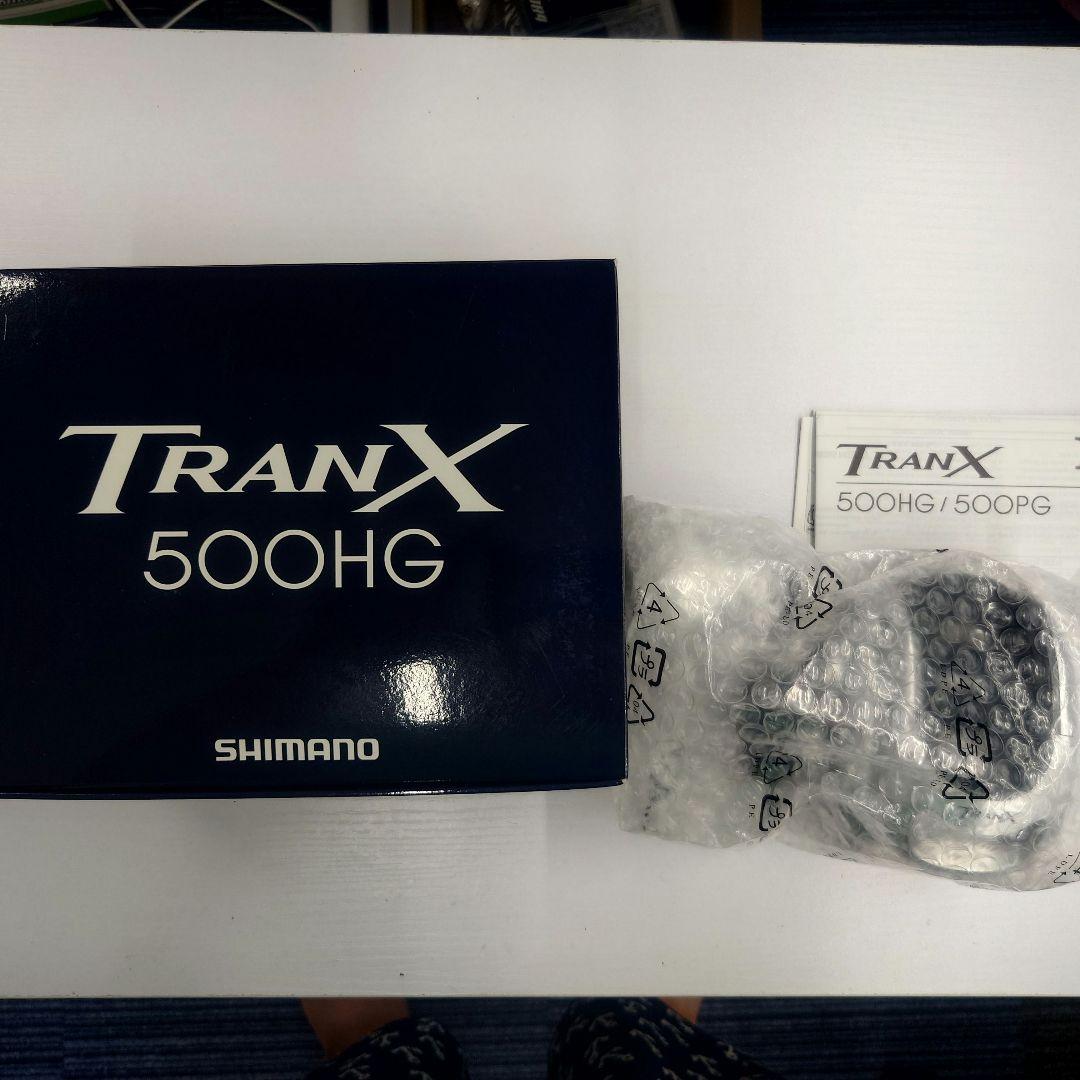 TRANX
500HG
SHIMANO
TRANX
500HG / 500PG